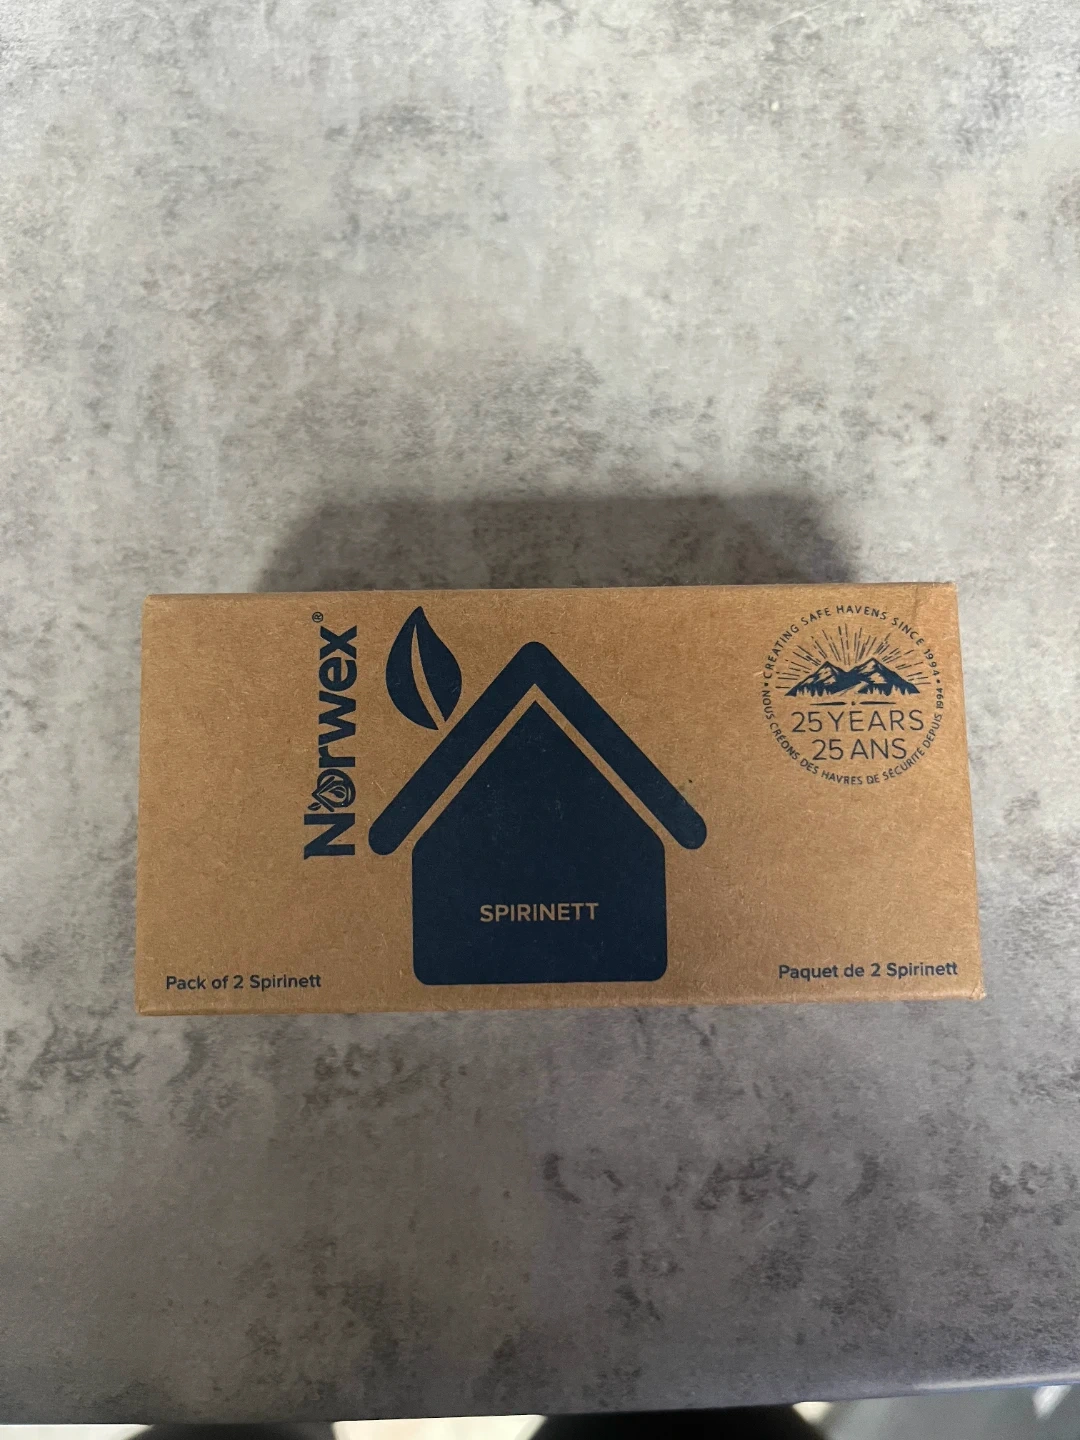 Norwex®
CREATING SAFE HAVENS SINCE 1994
25 YEARS
25 ANS
NOUS CRÉONS DES HAVRES DE SÉCURITÉ DEPUIS 1994
SPIRINETT
Pack of 2 Spirinett
Paquet de 2 Spirinett